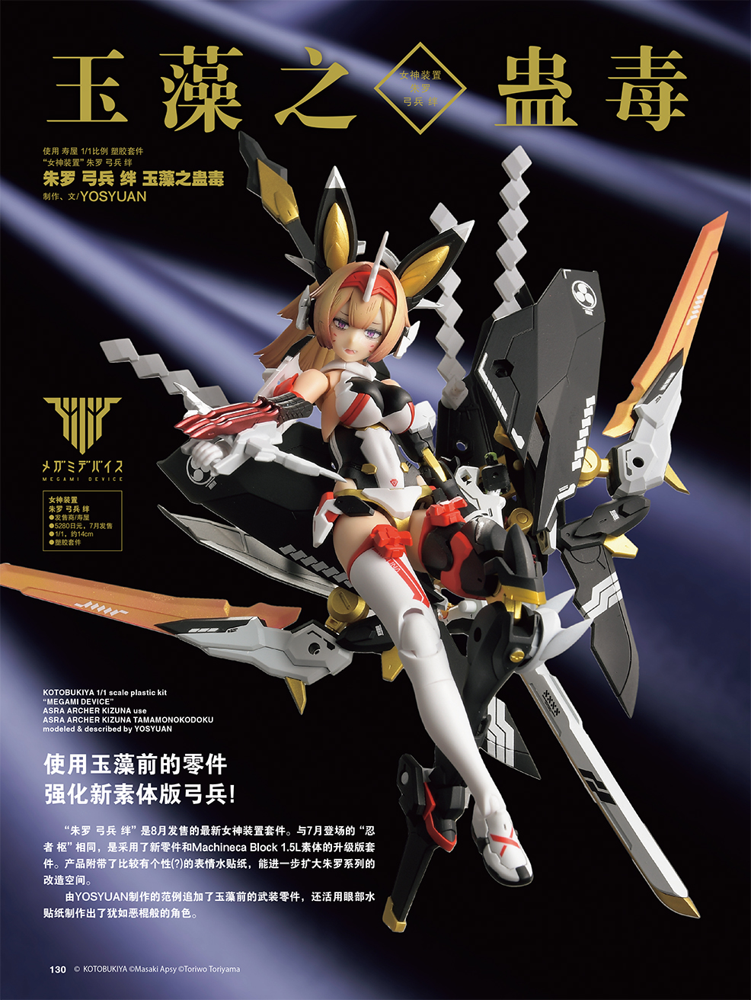 玉藻之蛊毒
女神装置
朱罗
弓兵 绊
使用 寿屋 1/1比例 塑胶套件
“女神装置” 朱罗 弓兵 绊
朱罗 弓兵 绊 玉藻之蛊毒
制作、文/YOSYUAN
メガミデバイス
MEGAMI DEVICE
女神装置
朱罗 弓兵 绊
●发售商/寿屋
●5280日元，7月发售
●1/1，约14cm
●塑胶套件
KOTOBUKIYA 1/1 scale plastic kit
“MEGAMI DEVICE”
ASRA ARCHER KIZUNA use
ASRA ARCHER KIZUNA TAMAMONOKODOKU
modeled & described by YOSYUAN
使用玉藻前的零件
强化新素体版弓兵!
“朱罗 弓兵 绊” 是8月发售的最新女神装置套件。与7月登场的 “忍
者 枢” 相同，是采用了新零件和Machineca Block 1.5L素体的升级版套
件。产品附带了比较有个性(?)的表情水贴纸，能进一步扩大朱罗系列的
改造空间。
由YOSYUAN制作的范例追加了玉藻前的武装零件，还活用眼部水
贴纸制作出了犹如恶棍般的角色。
130 © KOTOBUKIYA ©Masaki Apsy ©Toriwo Toriyama